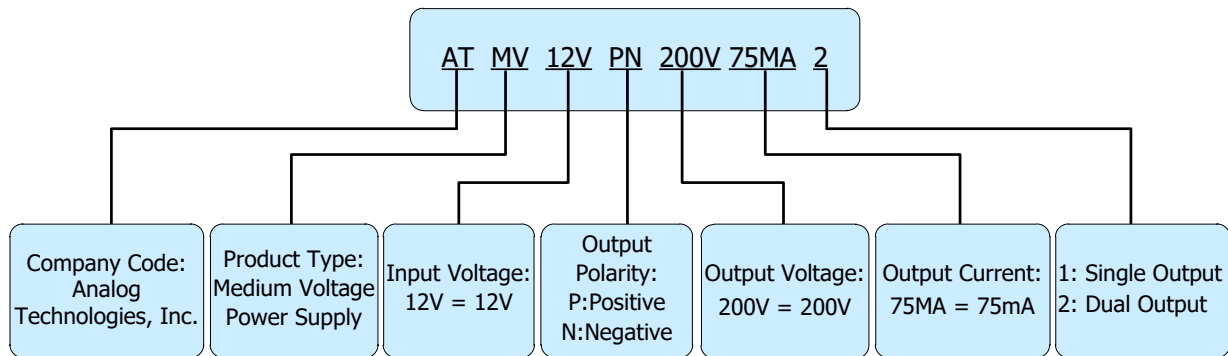 AT MV 12V PN 200V 75MA 2
Company Code:
Analog
Technologies, Inc.
Product Type:
Medium Voltage
Power Supply
Input Voltage:
12V = 12V
Output
Polarity:
P:Positive
N:Negative
Output Voltage:
200V = 200V
Output Current:
75MA = 75mA
1: Single Output
2: Dual Output